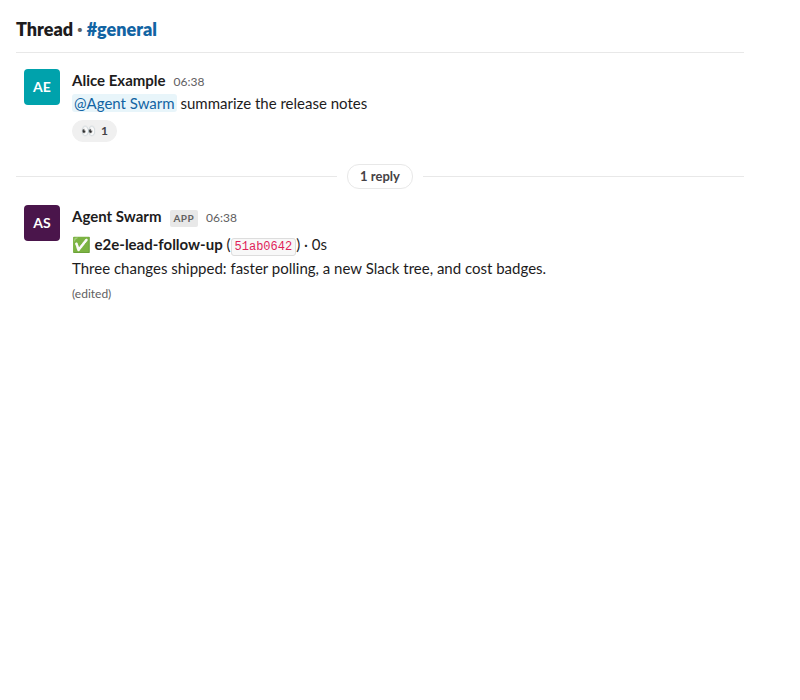 Thread • #general
AE
Alice Example 06:38
@Agent Swarm summarize the release notes
👀 1
1 reply
AS
Agent Swarm APP 06:38
✅ e2e-lead-follow-up (51ab0642) · 0s
Three changes shipped: faster polling, a new Slack tree, and cost badges.
(edited)